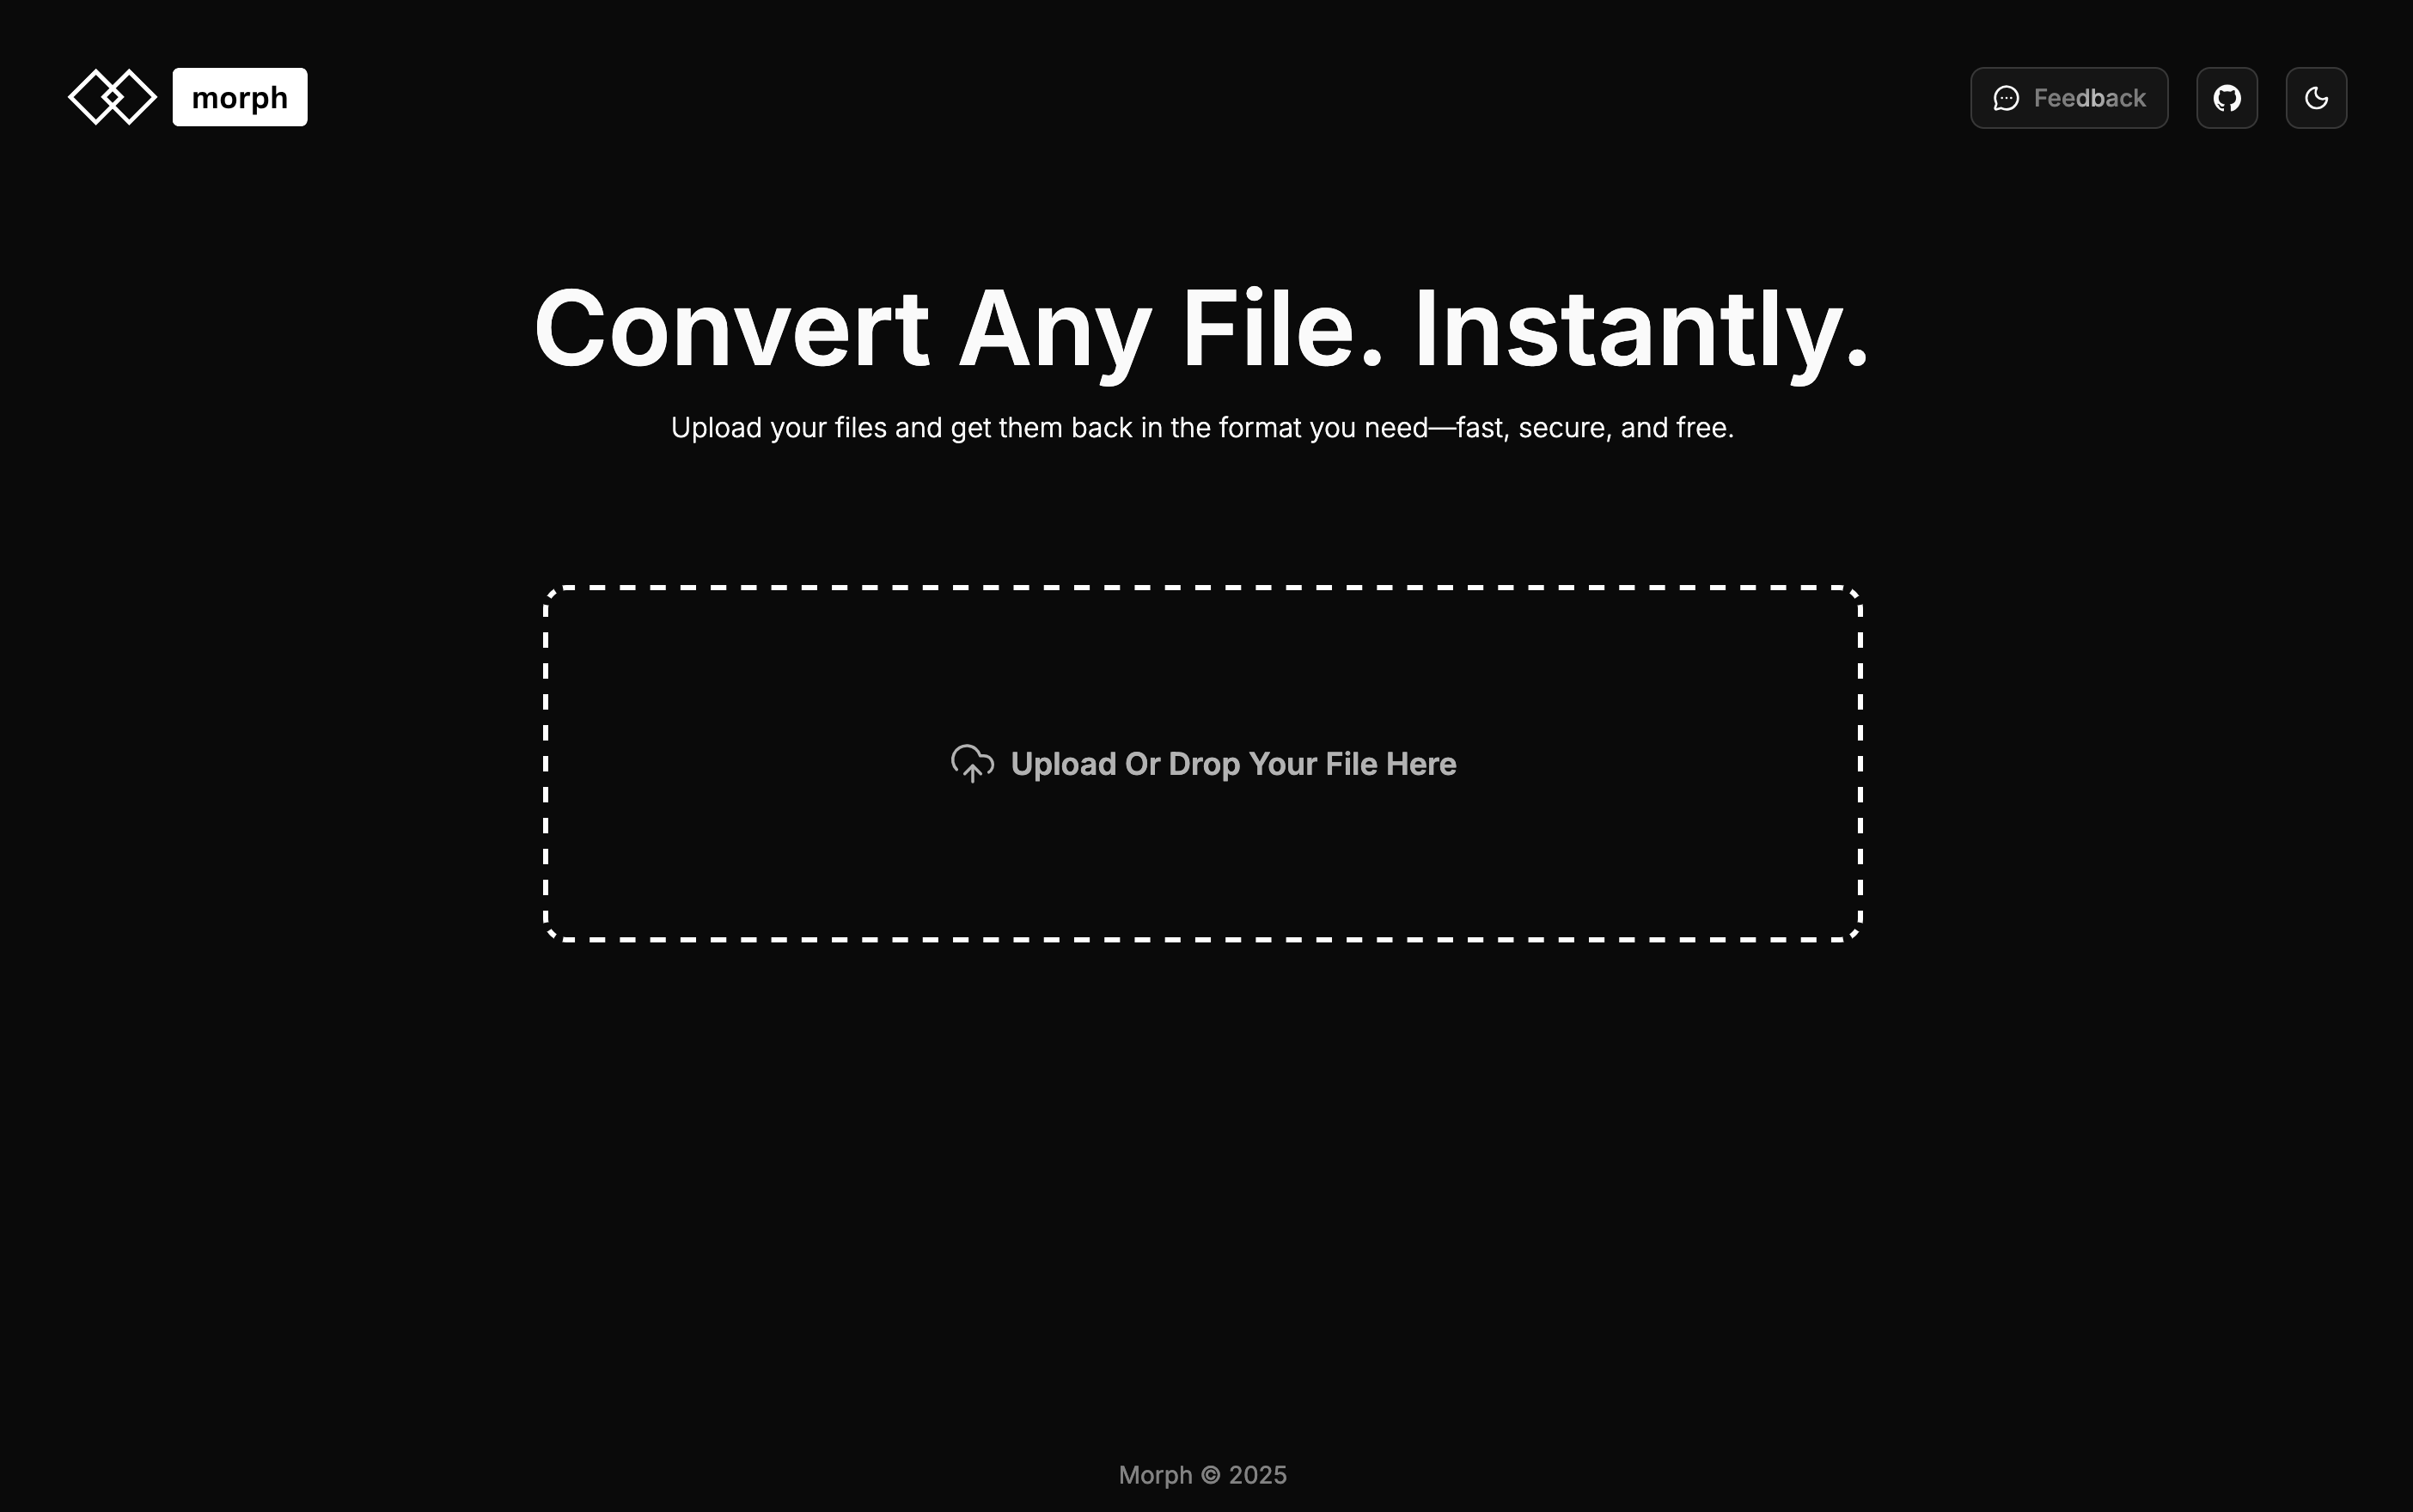 morph
Feedback
Convert Any File. Instantly.
Upload your files and get them back in the format you need—fast, secure, and free.
Upload Or Drop Your File Here
Morph © 2025